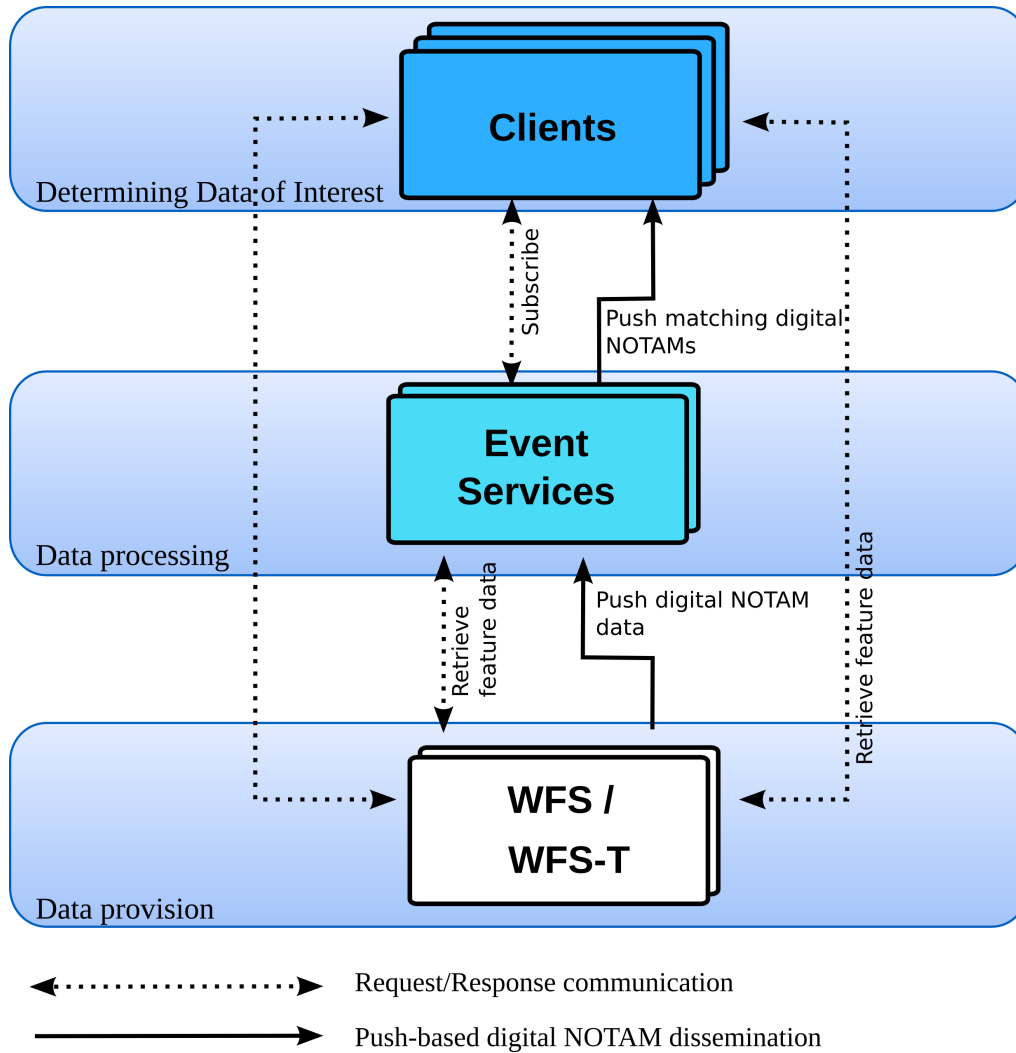 Clients
Determining Data of Interest
Subscribe
Push matching digital
NOTAMs
Event
Services
Data processing
Retrieve
feature data
Push digital NOTAM
data
Retrieve feature data
WFS /
WFS-T
Data provision
Request/Response communication
Push-based digital NOTAM dissemination